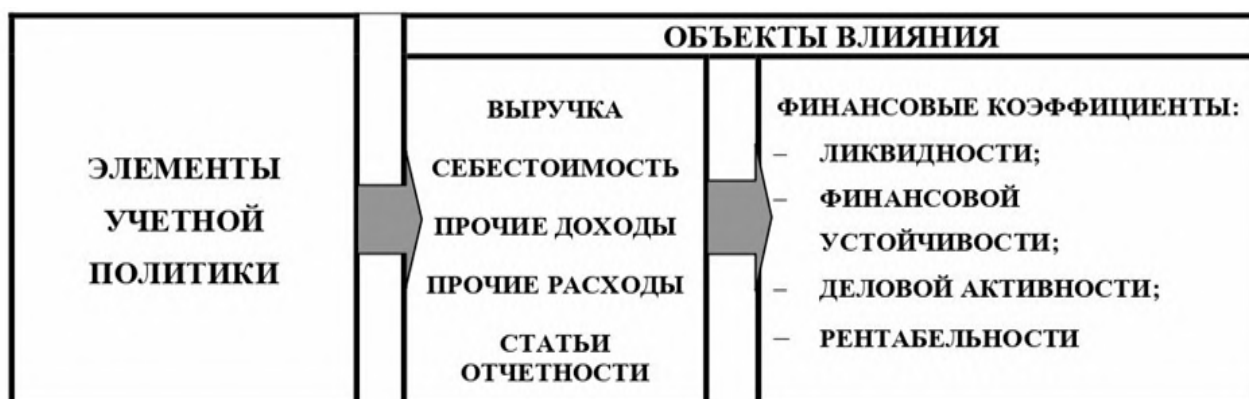 ОБЪЕКТЫ ВЛИЯНИЯ
ЭЛЕМЕНТЫ
УЧЕТНОЙ
ПОЛИТИКИ
ВЫРУЧКА
СЕБЕСТОИМОСТЬ
ПРОЧИЕ ДОХОДЫ
ПРОЧИЕ РАСХОДЫ
СТАТЬИ
ОТЧЕТНОСТИ
ФИНАНСОВЫЕ КОЭФФИЦИЕНТЫ:
– ЛИКВИДНОСТИ;
– ФИНАНСОВОЙ
УСТОЙЧИВОСТИ;
– ДЕЛОВОЙ АКТИВНОСТИ;
– РЕНТАБЕЛЬНОСТИ